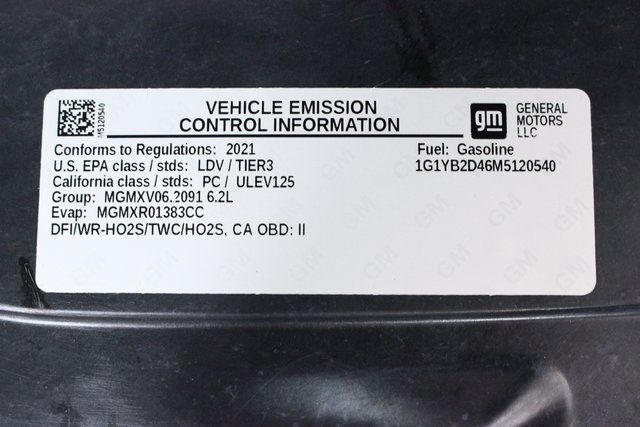 M5120540
VEHICLE EMISSION
CONTROL INFORMATION
gm
GENERAL
MOTORS
LLC
Conforms to Regulations: 2021
U.S. EPA class / stds: LDV / TIER3
California class / stds: PC / ULEV125
Group: MGMXV06.2091 6.2L
Evap: MGMXR01383CC
DFI/WR-HO2S/TWC/HO2S, CA OBD: II
Fuel: Gasoline
1G1YB2D46M5120540